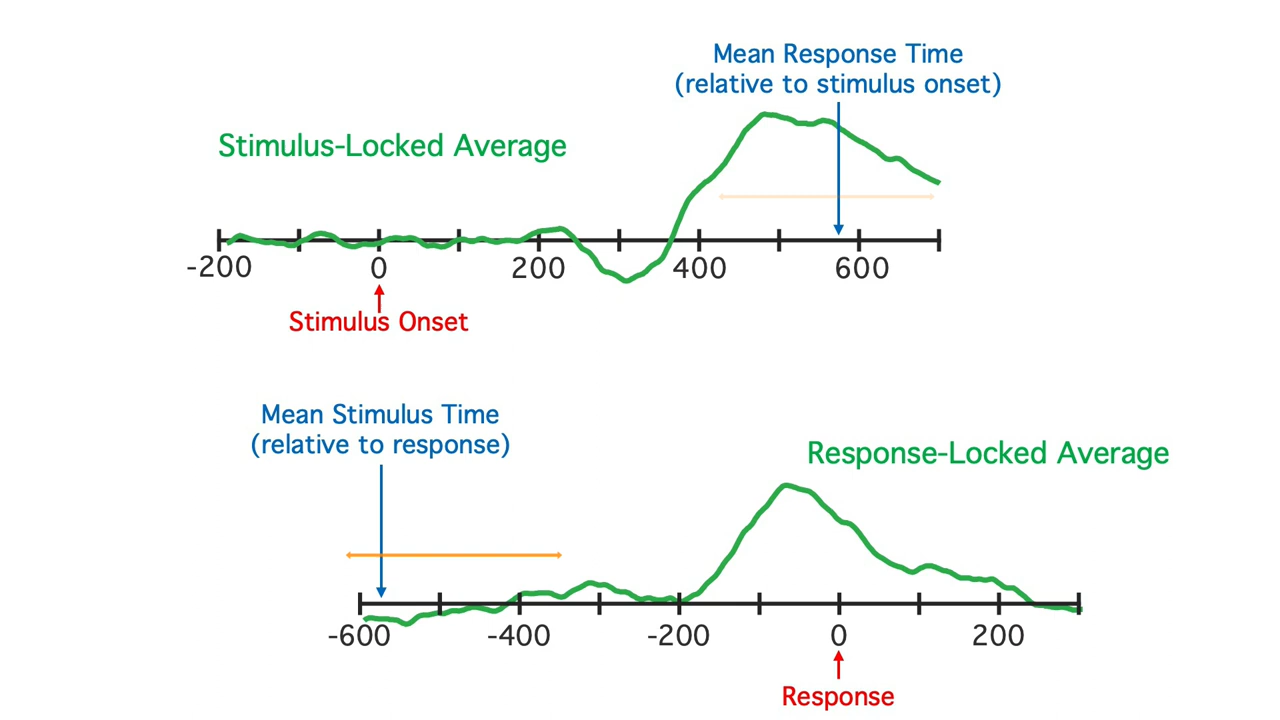 Mean Response Time
(relative to stimulus onset)
Stimulus-Locked Average
-200 0 200 400 600
Stimulus Onset
Mean Stimulus Time
(relative to response)
Response-Locked Average
-600 -400 -200 0 200
Response